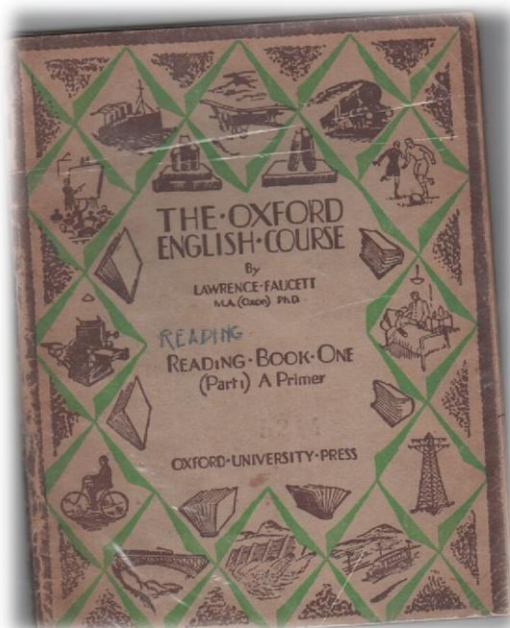 THE·OXFORD
ENGLISH·COURSE
By
LAWRENCE·FAUCETT
M.A.(Oxon) Ph.D
READING
READING·BOOK·ONE
(Part 1) A Primer
OXFORD·UNIVERSITY·PRESS